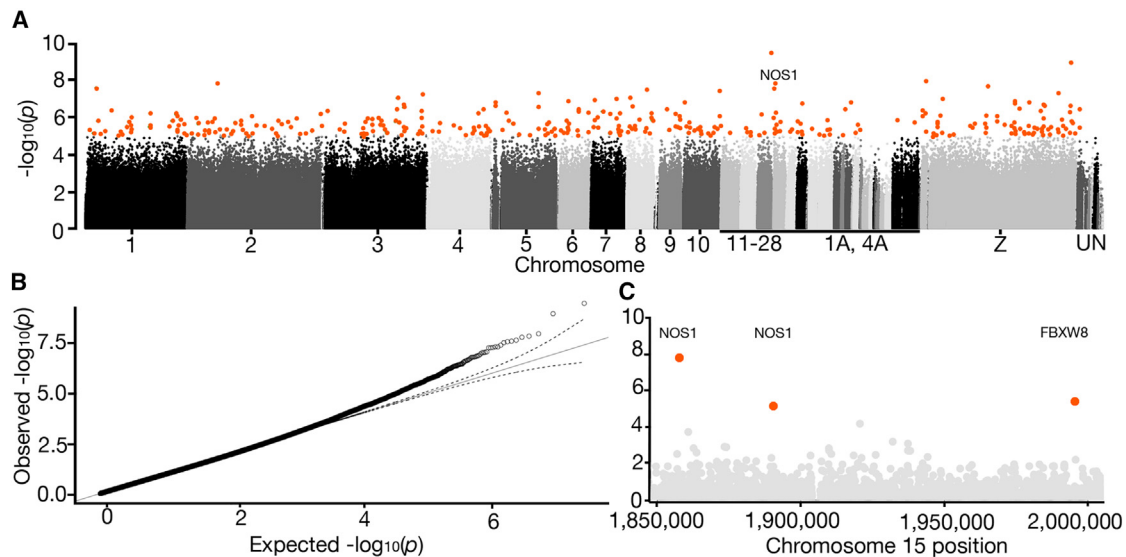 A
10
8
6
4
2
0
-log10(p)
NOS1
1 2 3 4 5 6 7 8 9 10 11-28 1A, 4A Z UN
Chromosome
B
7.5
5.0
2.5
0.0
Observed -log10(p)
0 2 4 6
Expected -log10(p)
C
10
8
6
4
2
0
NOS1 NOS1 FBXW8
1,850,000 1,900,000 1,950,000 2,000,000
Chromosome 15 position